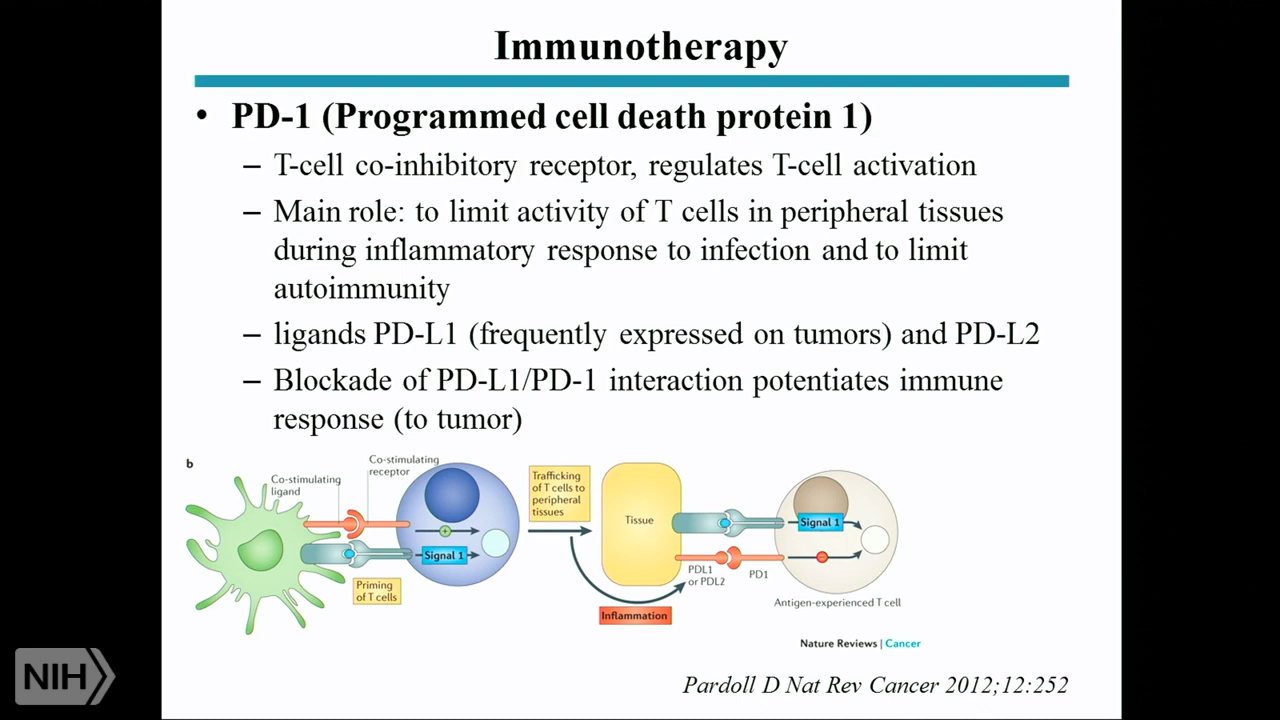 Immunotherapy
• PD-1 (Programmed cell death protein 1)
– T-cell co-inhibitory receptor, regulates T-cell activation
– Main role: to limit activity of T cells in peripheral tissues
during inflammatory response to infection and to limit
autoimmunity
– ligands PD-L1 (frequently expressed on tumors) and PD-L2
– Blockade of PD-L1/PD-1 interaction potentiates immune
response (to tumor)
b
Co-stimulating
ligand
Co-stimulating
receptor
+
Signal 1
Priming
of T cells
Trafficking
of T cells to
peripheral
tissues
Inflammation
Tissue
PDL1
or PDL2
PD1
Signal 1
–
Antigen-experienced T cell
Nature Reviews | Cancer
Pardoll D Nat Rev Cancer 2012;12:252
NIH